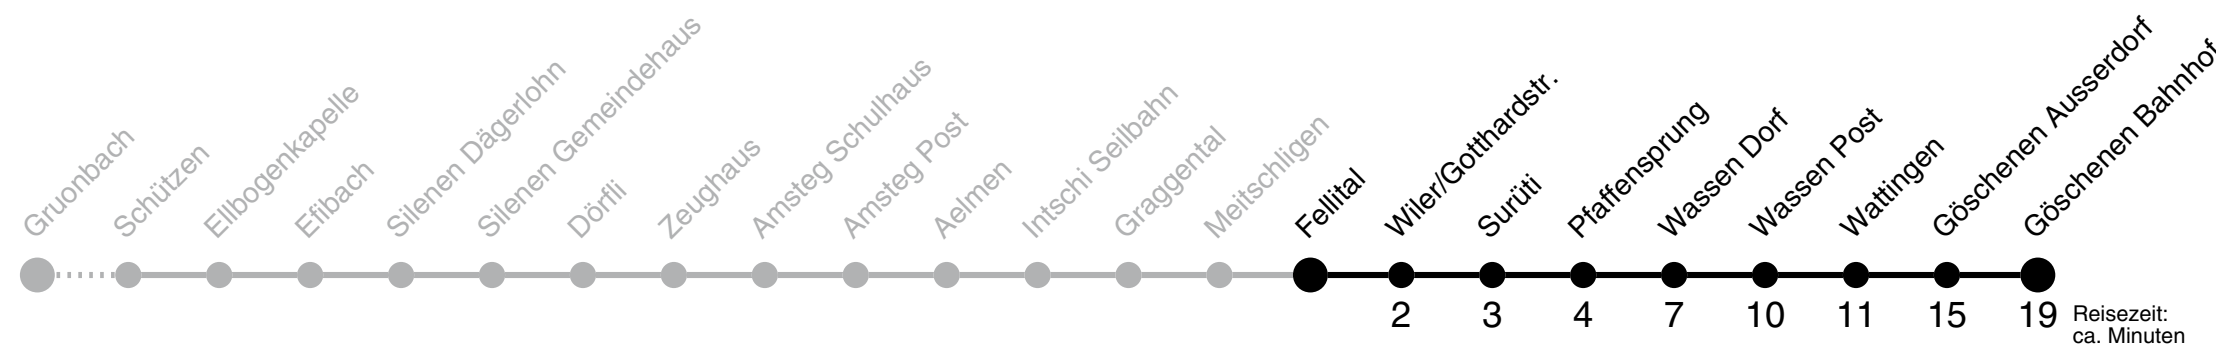 Gruonbach
Schützen
Ellbogenkapelle
Efibach
Silenen Dägerlohn
Silenen Gemeindehaus
Dörfli
Zeughaus
Amsteg Schulhaus
Amsteg Post
Aelmen
Intschi Seilbahn
Graggental
Meitschligen
Fellital
Wiler/Gotthardstr.
Surüti
Pfaffensprung
Wassen Dorf
Wassen Post
Wattingen
Göschenen Ausserdorf
Göschenen Bahnhof
2 3 4 7 10 11 15 19
Reisezeit:
ca. Minuten